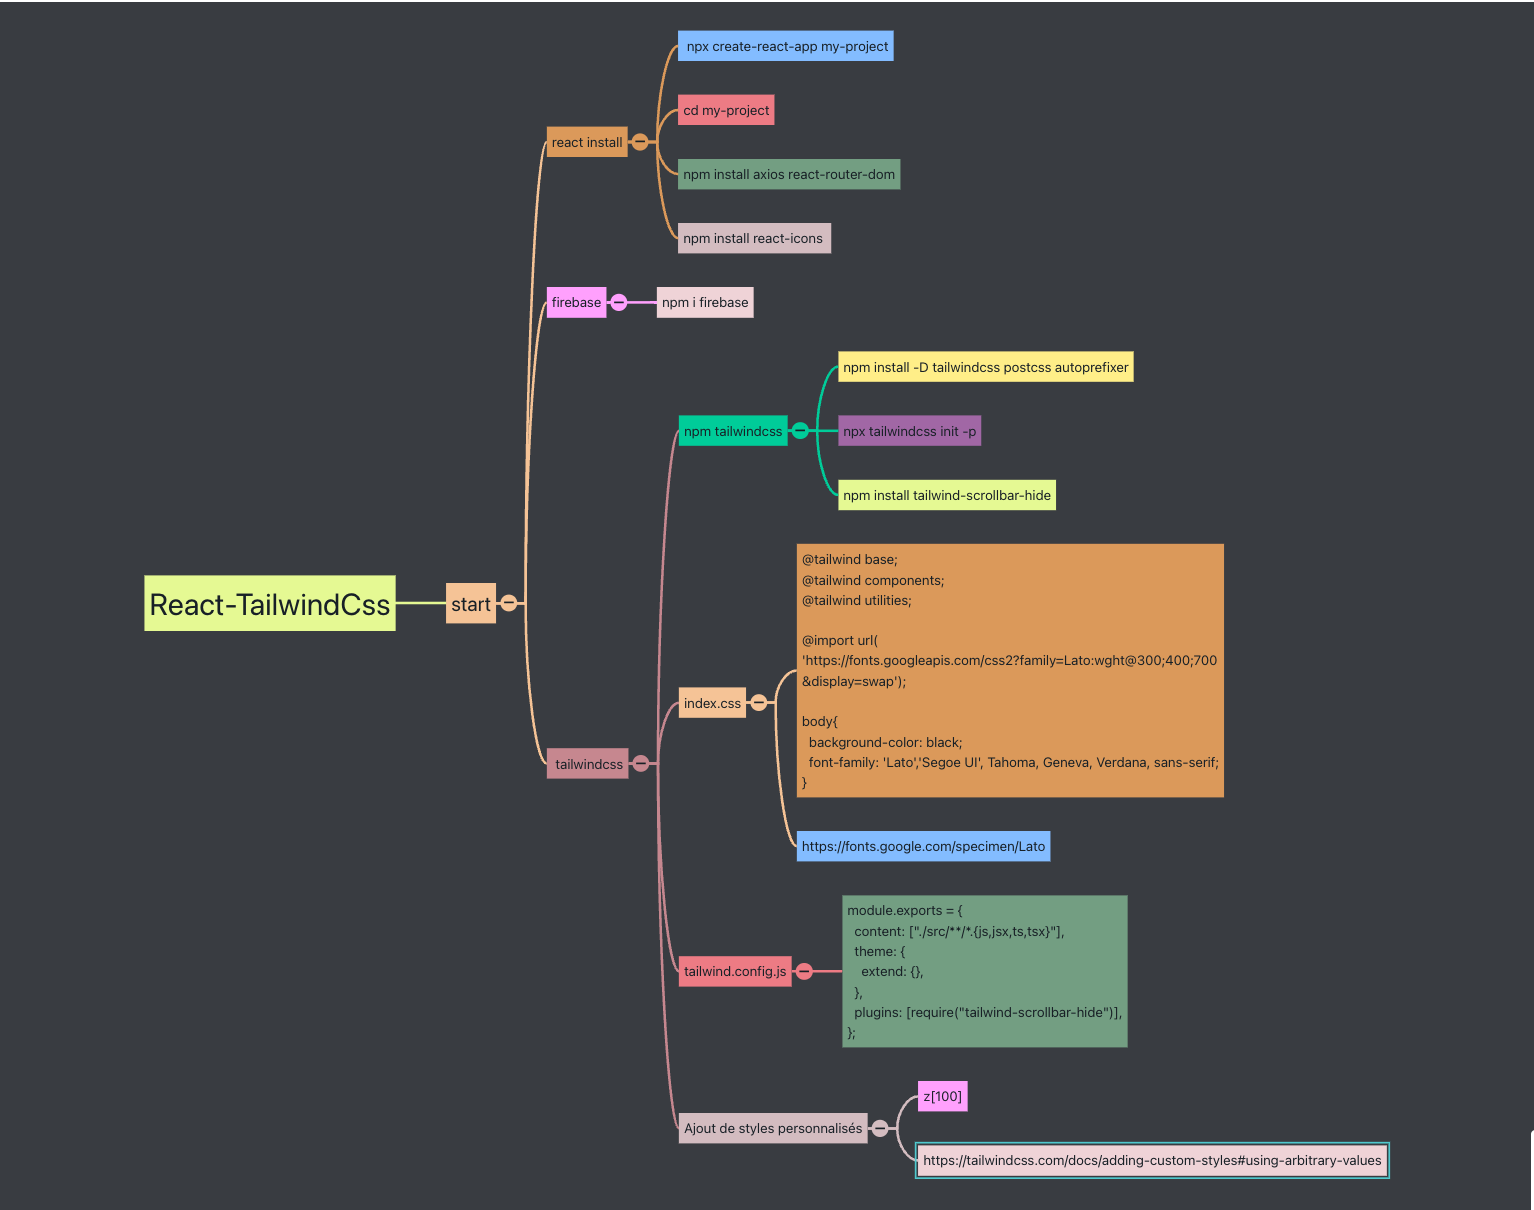 React-TailwindCss
start
react install
npx create-react-app my-project
cd my-project
npm install axios react-router-dom
npm install react-icons
firebase
npm i firebase
tailwindcss
npm tailwindcss
npm install -D tailwindcss postcss autoprefixer
npx tailwindcss init -p
npm install tailwind-scrollbar-hide
index.css
@tailwind base;
@tailwind components;
@tailwind utilities;
@import url(
'https://fonts.googleapis.com/css2?family=Lato:wght@300;400;700
&display=swap');
body{
background-color: black;
font-family: 'Lato','Segoe UI', Tahoma, Geneva, Verdana, sans-serif;
}
https://fonts.google.com/specimen/Lato
tailwind.config.js
module.exports = {
content: ["./src/**/*.{js,jsx,ts,tsx}"],
theme: {
extend: {},
},
plugins: [require("tailwind-scrollbar-hide")],
};
Ajout de styles personnalisés
z[100]
https://tailwindcss.com/docs/adding-custom-styles#using-arbitrary-values